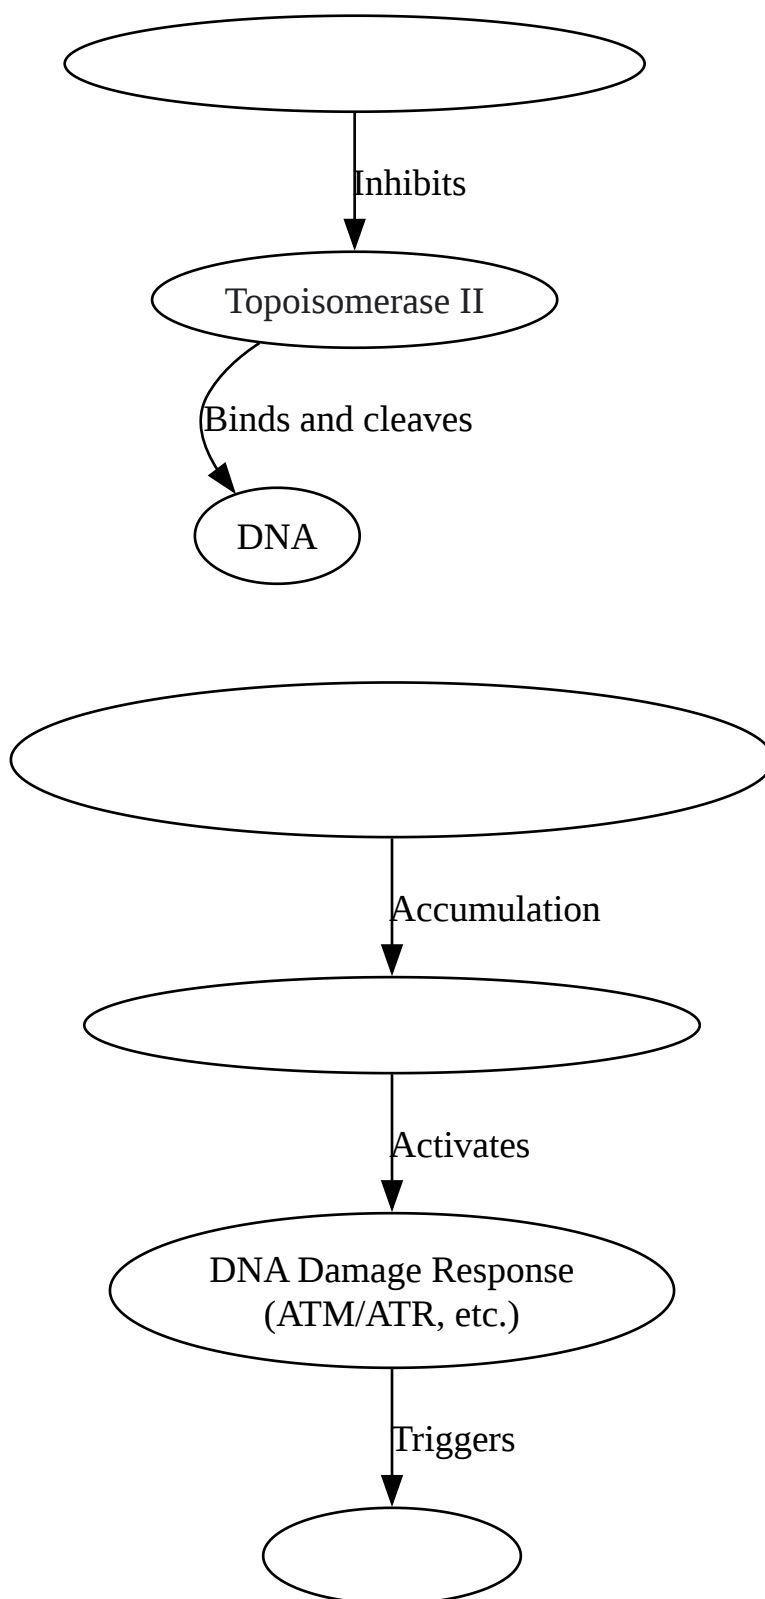 Inhibits
Topoisomerase II
Binds and cleaves
DNA
Accumulation
Activates
DNA Damage Response
(ATM/ATR, etc.)
Triggers